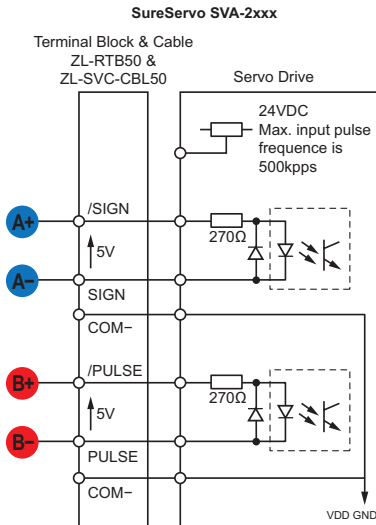 SureServo SVA-2xxx
Terminal Block & Cable
ZL-RTB50 &
ZL-SVC-CBL50
Servo Drive
24VDC
Max. input pulse
frequence is
500kpps
A+
/SIGN
270Ω
5V
A−
SIGN
COM−
B+
/PULSE
270Ω
5V
B−
PULSE
COM−
VDD GND